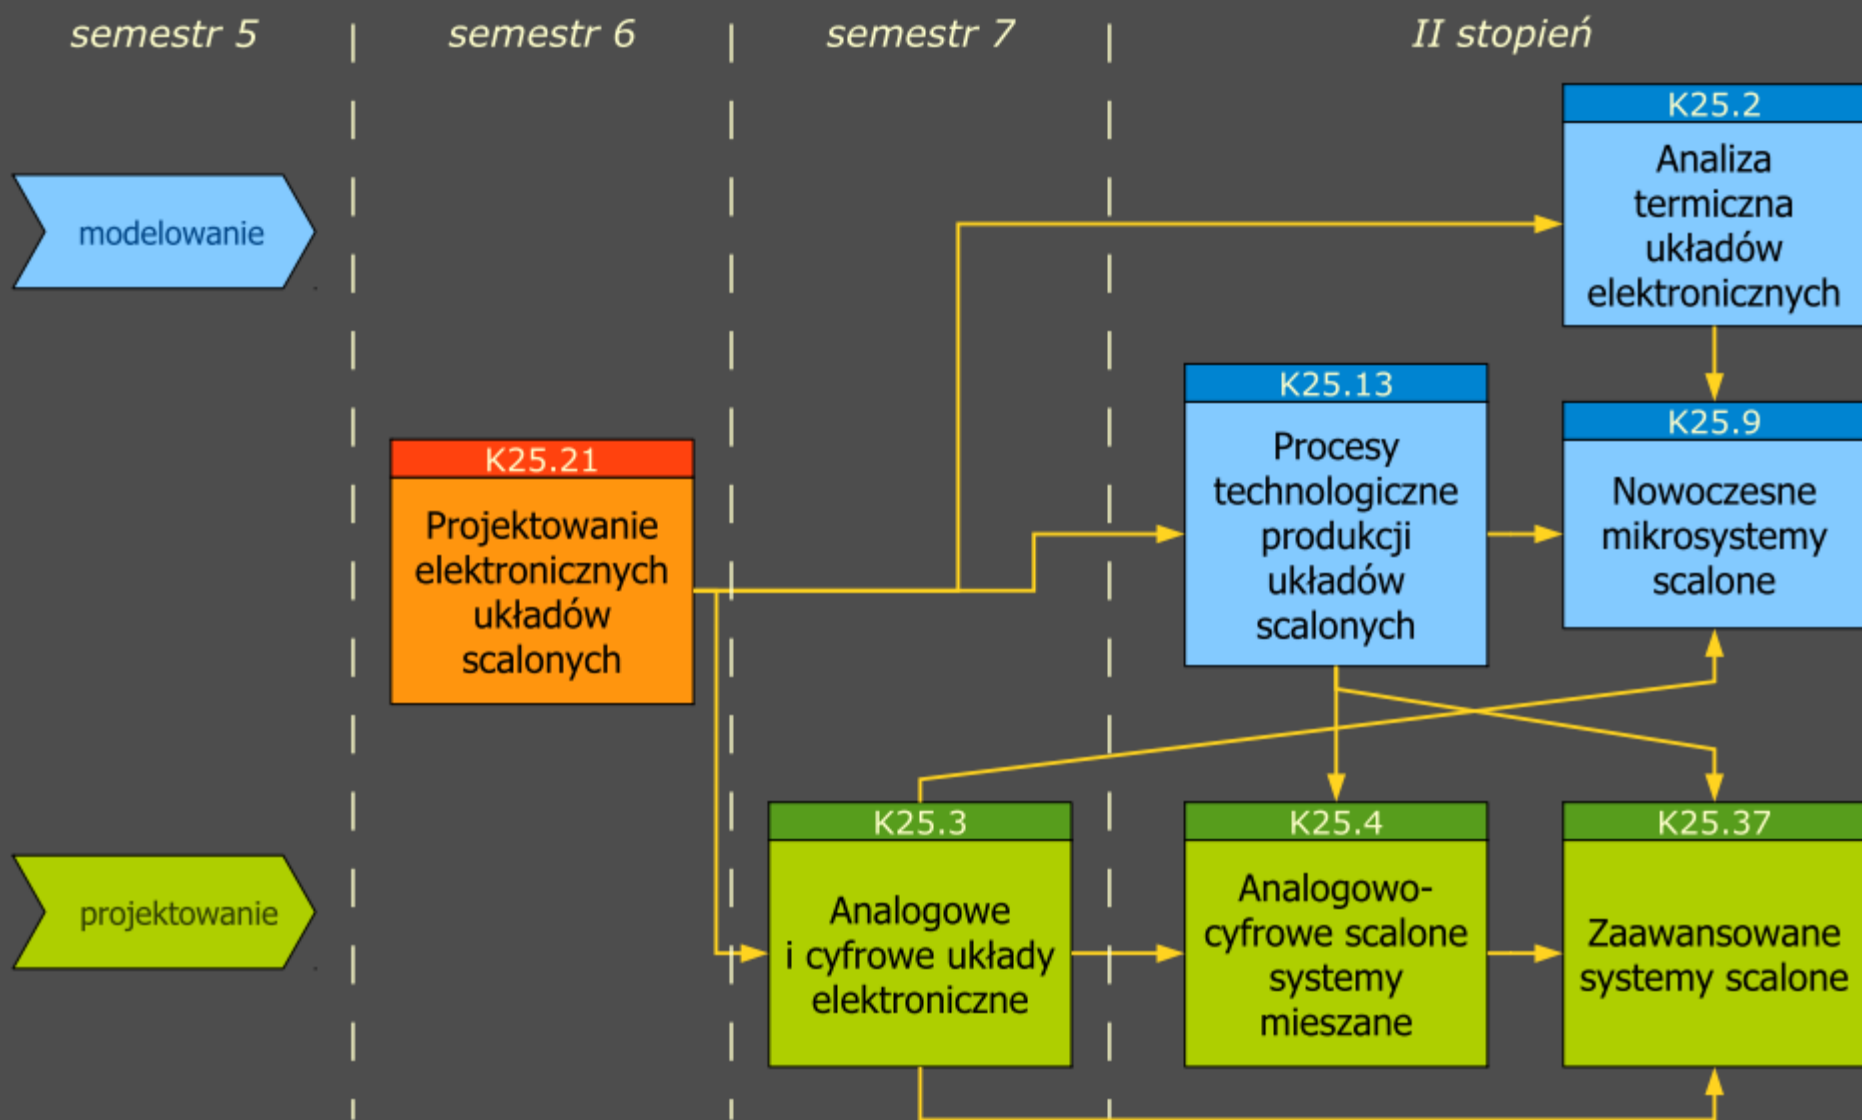 semestr 5
semestr 6
semestr 7
II stopień
modelowanie
K25.2
Analiza
termiczna
układów
elektronicznych
K25.21
Projektowanie
elektronicznych
układów
scalonych
K25.13
Procesy
technologiczne
produkcji
układów
scalonych
K25.9
Nowoczesne
mikrosystemy
scalone
projektowanie
K25.3
Analogowe
i cyfrowe układy
elektroniczne
K25.4
Analogowo-
cyfrowe scalone
systemy
mieszane
K25.37
Zaawansowane
systemy scalone